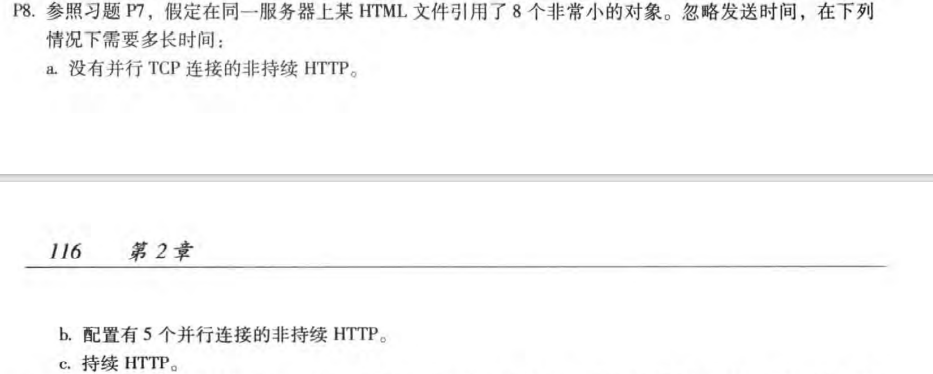 P8. 参照习题 P7，假定在同一服务器上某 HTML 文件引用了 8 个非常小的对象。忽略发送时间，在下列
情况下需要多长时间：
a. 没有并行 TCP 连接的非持续 HTTP。
116 第 2 章
b. 配置有 5 个并行连接的非持续 HTTP。
c. 持续 HTTP。